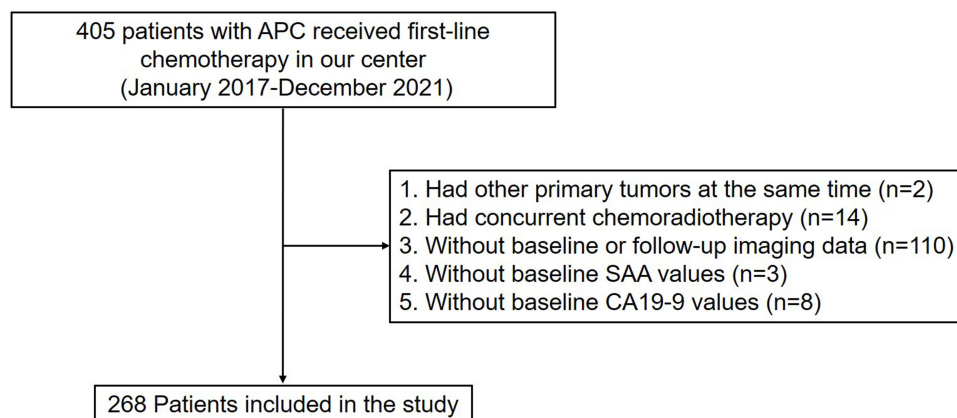 405 patients with APC received first-line
chemotherapy in our center
(January 2017-December 2021)
1. Had other primary tumors at the same time (n=2)
2. Had concurrent chemoradiotherapy (n=14)
3. Without baseline or follow-up imaging data (n=110)
4. Without baseline SAA values (n=3)
5. Without baseline CA19-9 values (n=8)
268 Patients included in the study